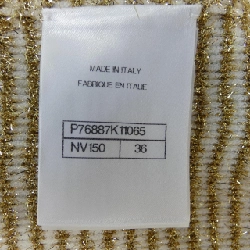 MADE IN ITALY
FABRIQUE EN ITALIE
P76887K11065
NV150 36